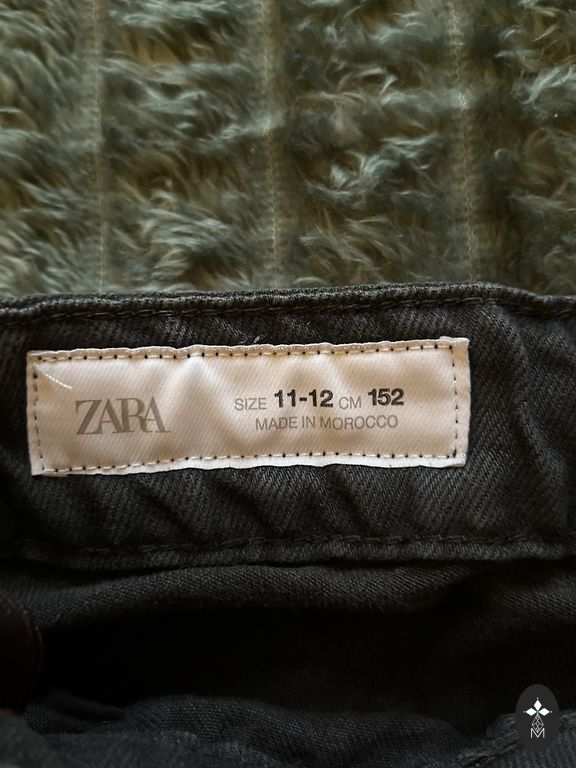 ZARA
SIZE 11-12 CM 152
MADE IN MOROCCO
M